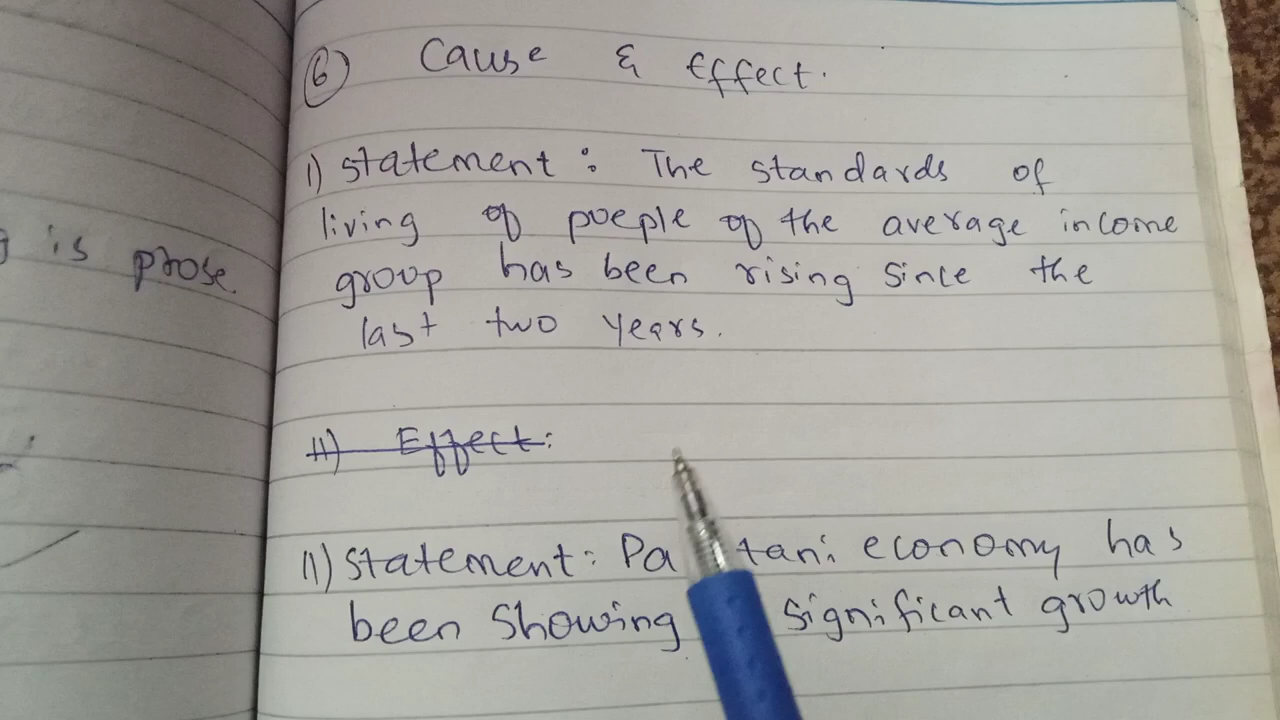 g is prose.
6) Cause & Effect.
I) Statement: The standards of
living of poeple of the average income
group has been rising since the
last two years.
II) Effect:
II) Statement: Pa tani economy has
been showing significant growth